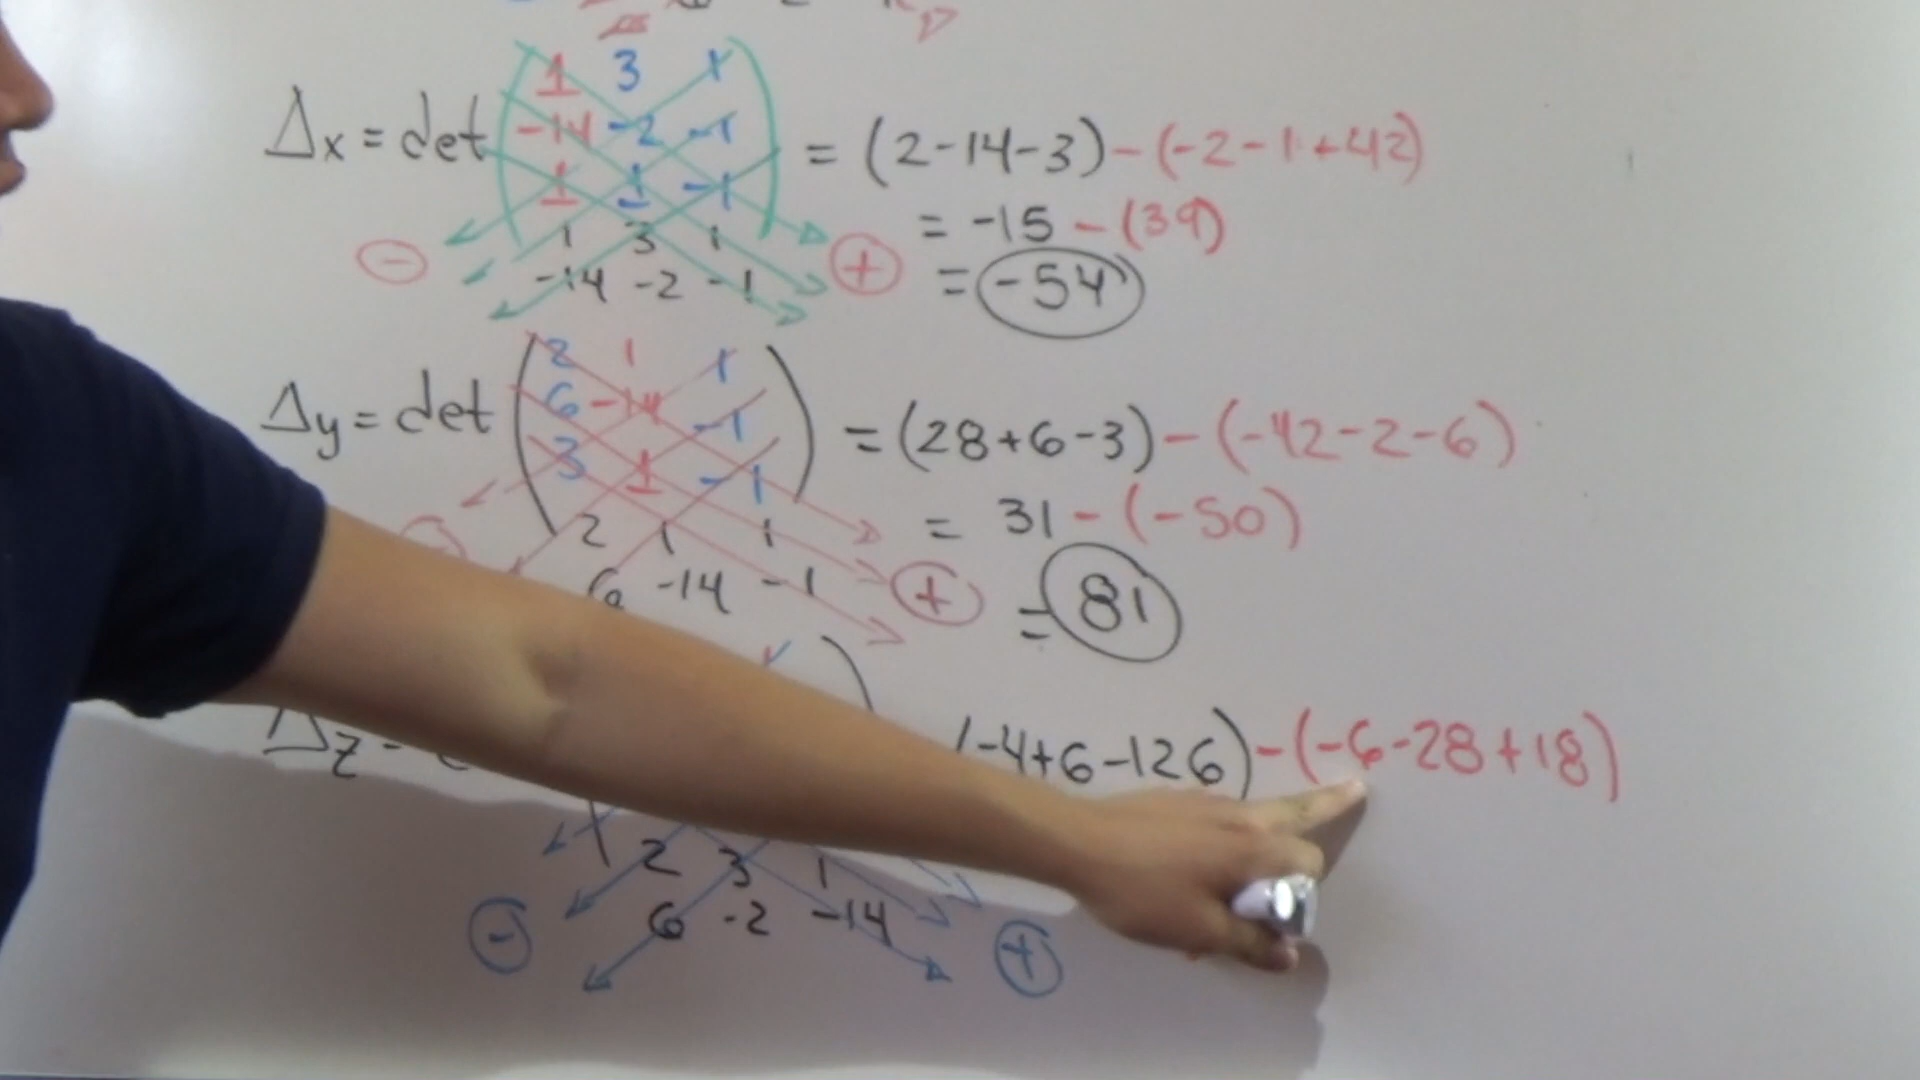 1 3 1
Δx = det -14 -2 -1 = (2-14-3) - (-2-1+42)
1 1 -1
= -15 - (39)
- 1 3 1 +
= -54
-14 -2 -1
2 1 1
Δy = det 6 -14 -1 = (28+6-3) - (-42-2-6)
3 1 -1
= 31 - (-50)
2 1 1
6 -14 -1 +
= 81
Δz (-4+6-126) - (-6-28+18)
2 3 1
- 6 -2 -14 +